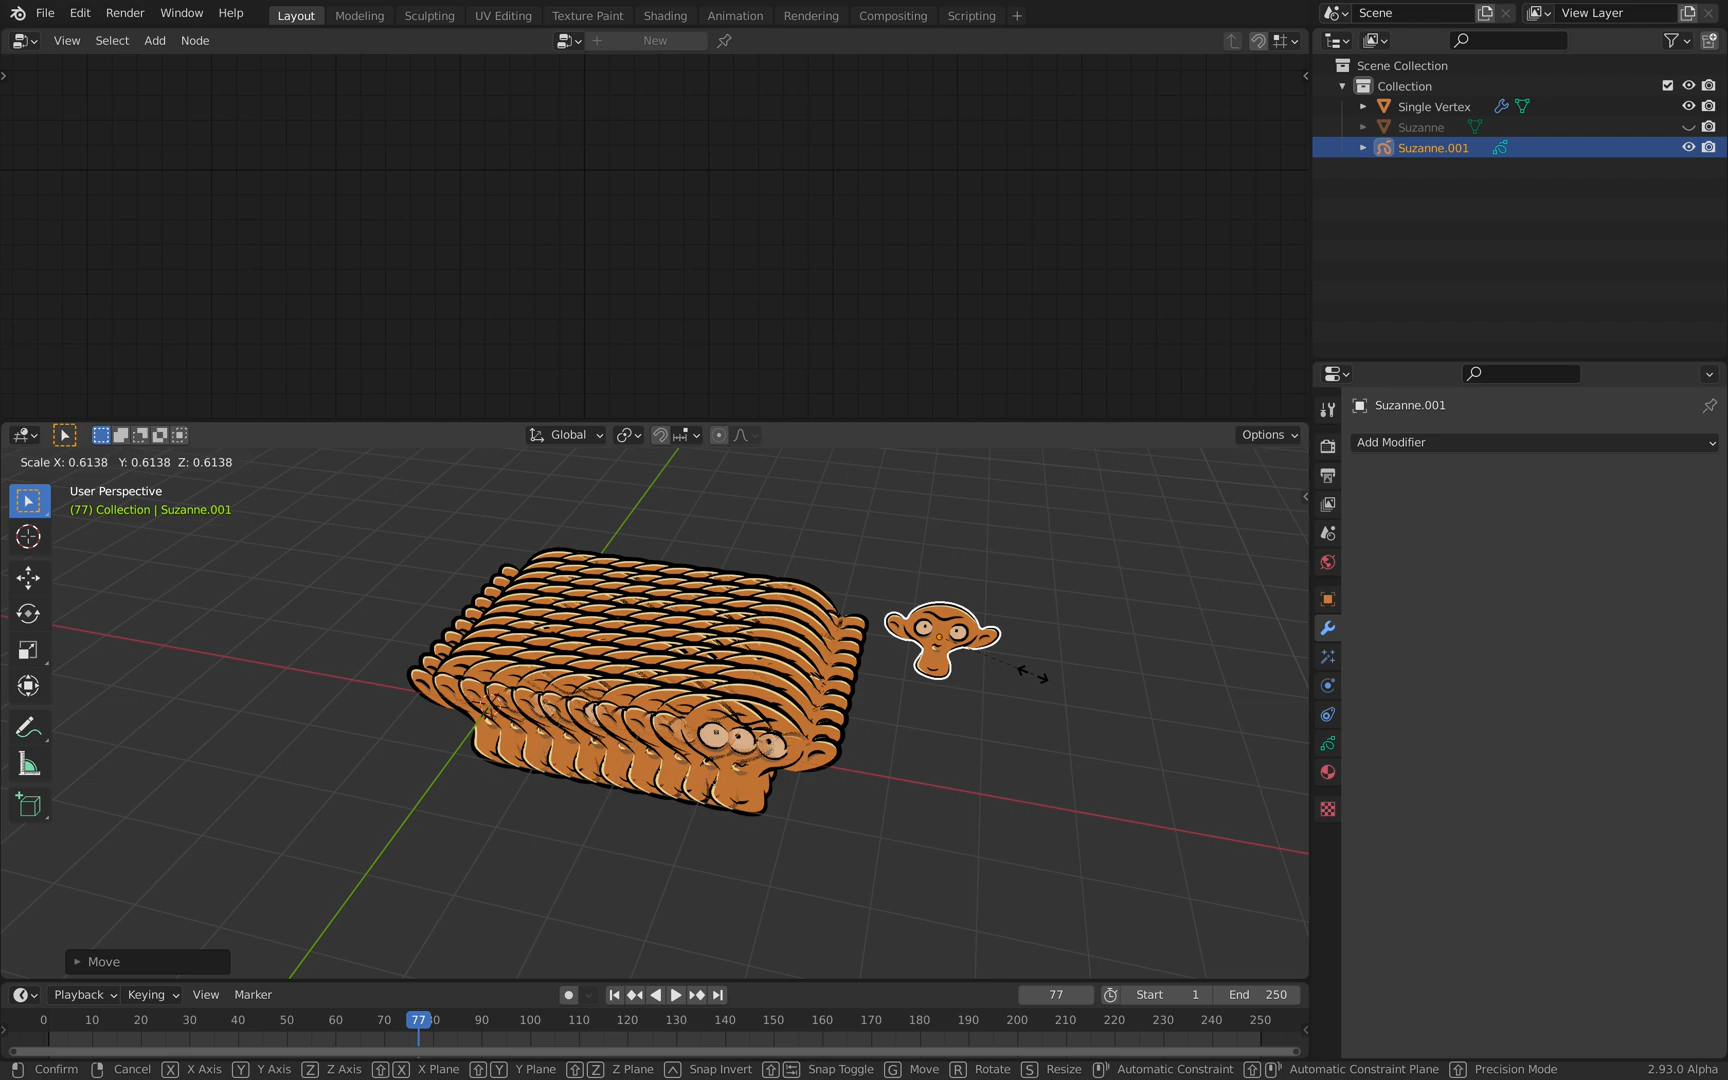 File Edit Render Window Help Layout Modeling Sculpting UV Editing Texture Paint Shading Animation Rendering Compositing Scripting + Scene View Layer
View Select Add Node + New
Scene Collection
Collection
Single Vertex
Suzanne
Suzanne.001
Suzanne.001
Add Modifier
Global Options
Scale X: 0.6138 Y: 0.6138 Z: 0.6138
User Perspective
(77) Collection | Suzanne.001
Move
Playback Keying View Marker 77 Start 1 End 250
0 10 20 30 40 50 60 70 77 80 90 100 110 120 130 140 150 160 170 180 190 200 210 220 230 240 250
Confirm Cancel X X Axis Y Y Axis Z Z Axis X X Plane Y Y Plane Z Z Plane Snap Invert Snap Toggle G Move R Rotate S Resize Automatic Constraint Automatic Constraint Plane Precision Mode 2.93.0 Alpha